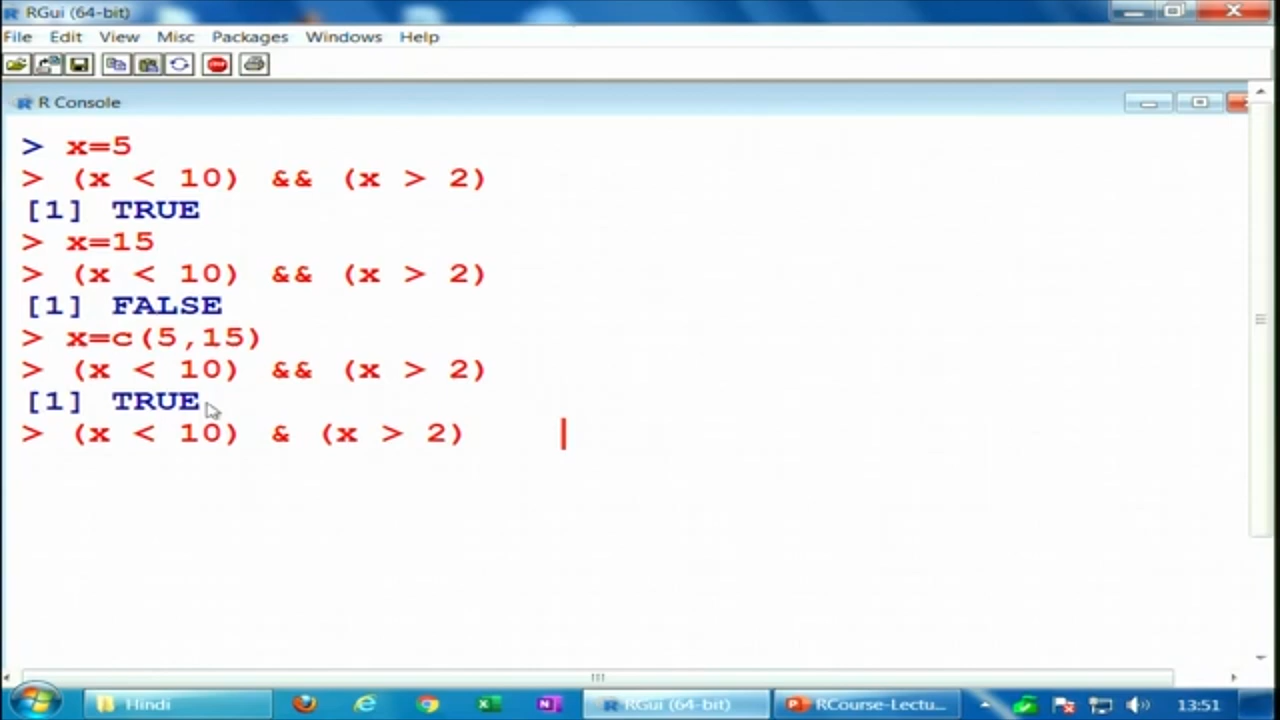 RGui (64-bit)
File Edit View Misc Packages Windows Help
STOP
R Console
> x=5
> (x < 10) && (x > 2)
[1] TRUE
> x=15
> (x < 10) && (x > 2)
[1] FALSE
> x=c(5,15)
> (x < 10) && (x > 2)
[1] TRUE
> (x < 10) & (x > 2)
Hindi RGui (64-bit) RCourse-Lectu... 13:51